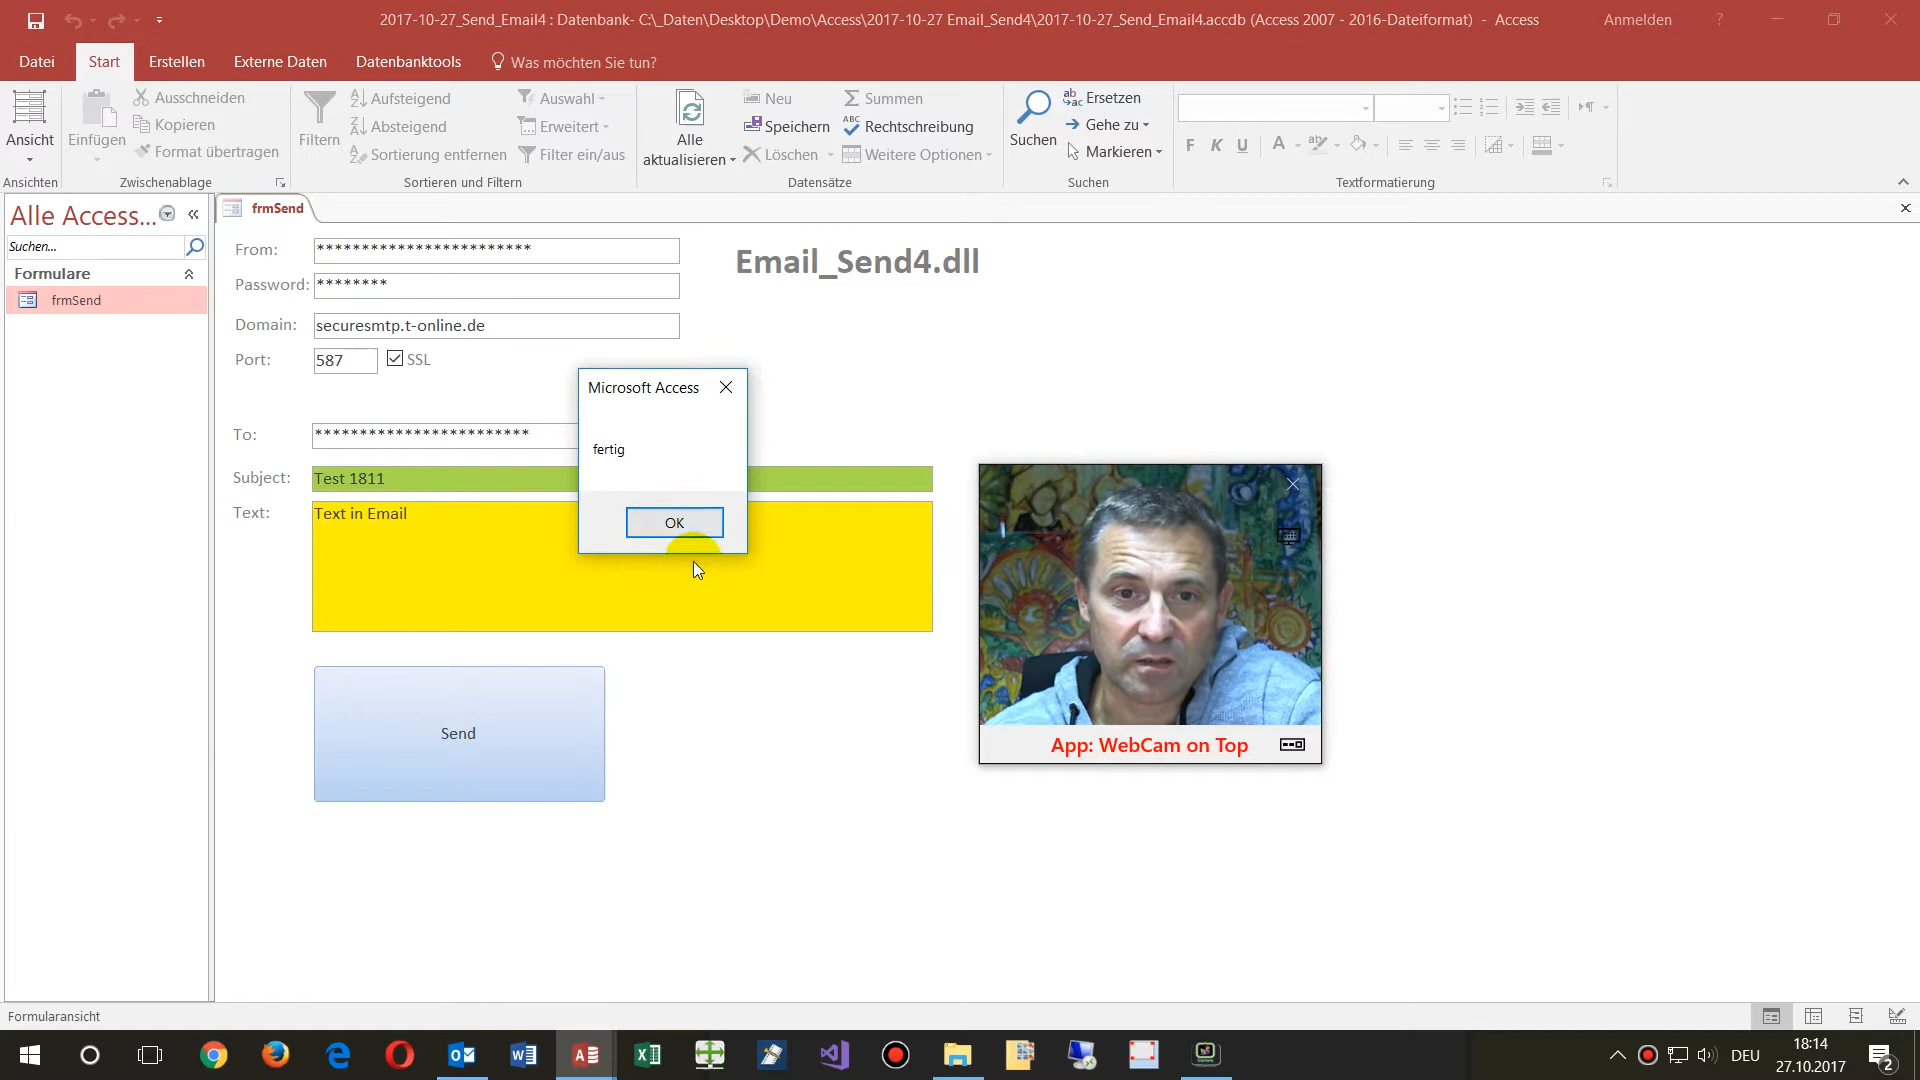 2017-10-27_Send_Email4 : Datenbank- C:\_Daten\Desktop\Demo\Access\2017-10-27 Email_Send4\2017-10-27_Send_Email4.accdb (Access 2007 - 2016-Dateiformat) - Access
Anmelden
?
Datei
Start
Erstellen
Externe Daten
Datenbanktools
Was möchten Sie tun?
Ansicht
Ansichten
Einfügen
Ausschneiden
Kopieren
Format übertragen
Zwischenablage
Filtern
Aufsteigend
Absteigend
Sortierung entfernen
Auswahl
Erweitert
Filter ein/aus
Sortieren und Filtern
Alle
aktualisieren
Neu
Speichern
Löschen
Summen
Rechtschreibung
Weitere Optionen
Datensätze
Suchen
Ersetzen
Gehe zu
Markieren
Suchen
F K U A
Textformatierung
Alle Access...
Suchen...
Formulare
frmSend
frmSend
From: ************************
Password: ********
Domain: securesmtp.t-online.de
Port: 587 SSL
Email_Send4.dll
To: ************************
Subject: Test 1811
Text: Text in Email
Microsoft Access
fertig
OK
Send
App: WebCam on Top
Formularansicht
DEU
18:14
27.10.2017
2